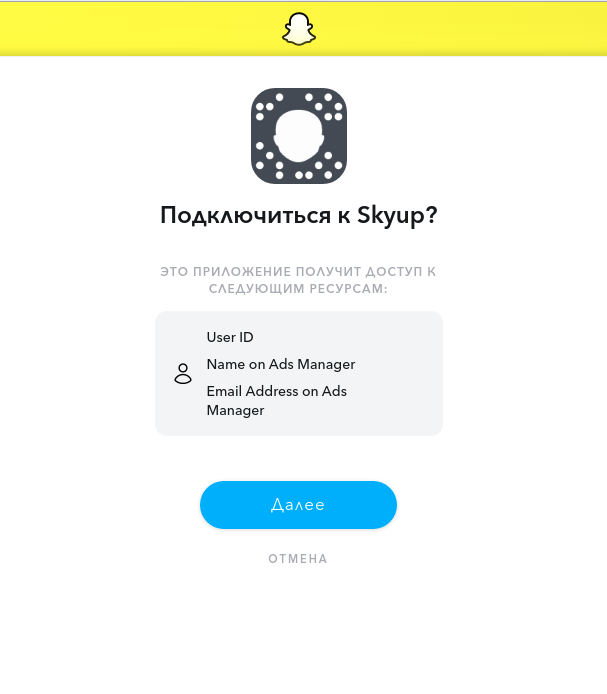 Подключиться к Skyup?
ЭТО ПРИЛОЖЕНИЕ ПОЛУЧИТ ДОСТУП К
СЛЕДУЮЩИМ РЕСУРСАМ:
User ID
Name on Ads Manager
Email Address on Ads
Manager
Далее
ОТМЕНА